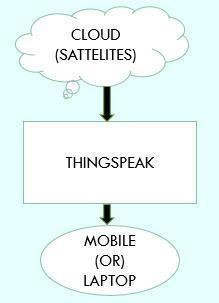 CLOUD
(SATTELITES)
THINGSPEAK
MOBILE
(OR)
LAPTOP